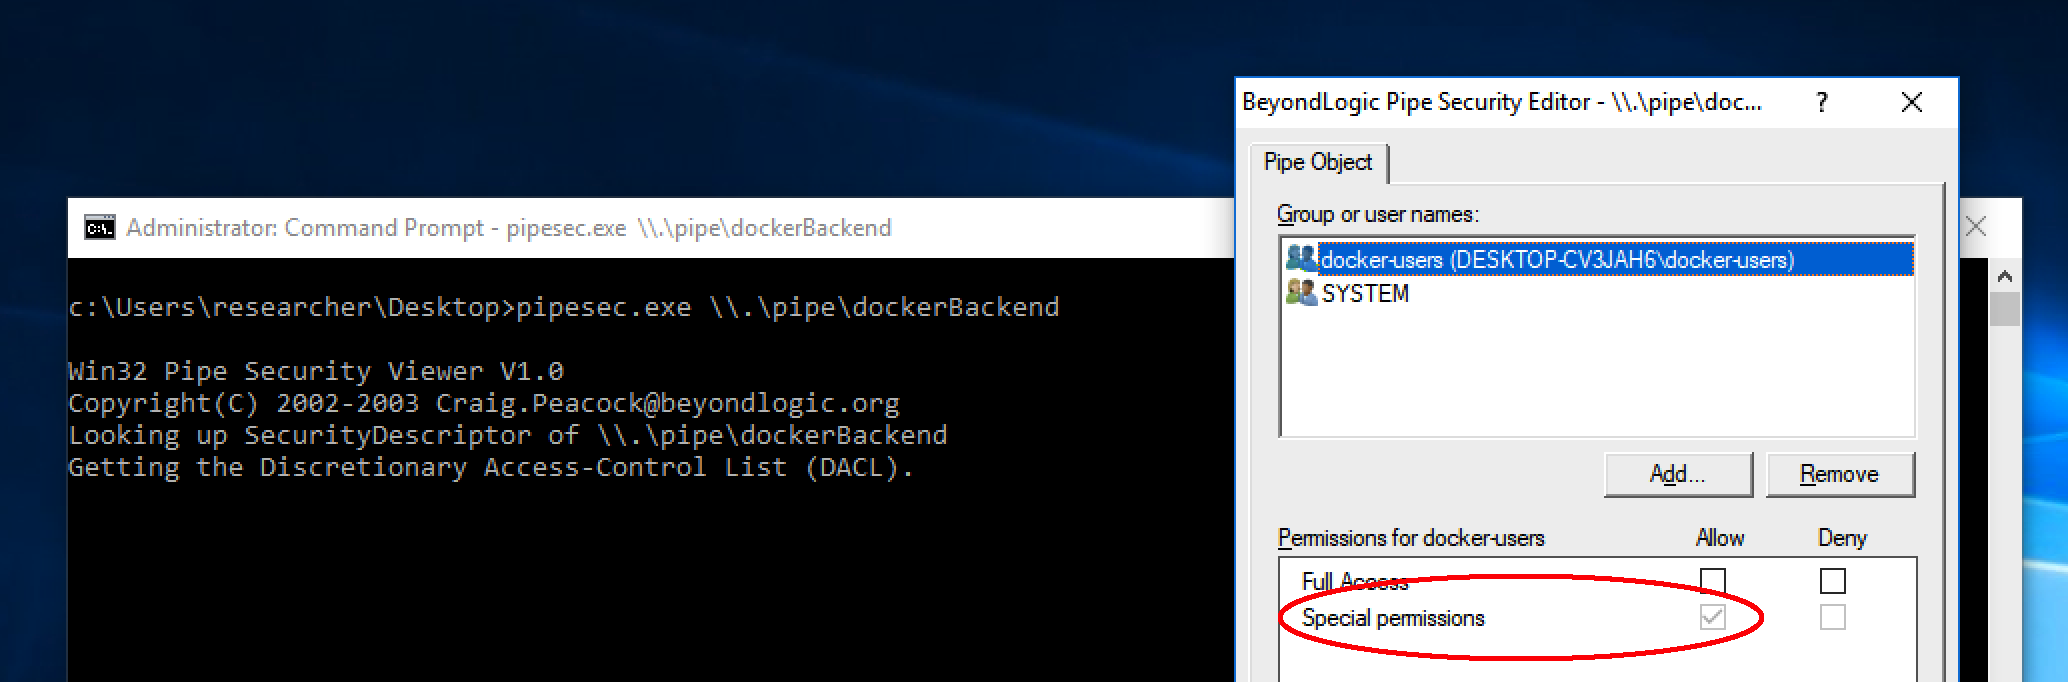 BeyondLogic Pipe Security Editor - \\.\pipe\doc...
?
Pipe Object
Group or user names:
docker-users (DESKTOP-CV3JAH6\docker-users)
SYSTEM
Add...
Remove
Permissions for docker-users
Allow
Deny
Full Access
Special permissions
Administrator: Command Prompt - pipesec.exe \\.\pipe\dockerBackend
c:\Users\researcher\Desktop>pipesec.exe \\.\pipe\dockerBackend
Win32 Pipe Security Viewer V1.0
Copyright(C) 2002-2003 Craig.Peacock@beyondlogic.org
Looking up SecurityDescriptor of \\.\pipe\dockerBackend
Getting the Discretionary Access-Control List (DACL).